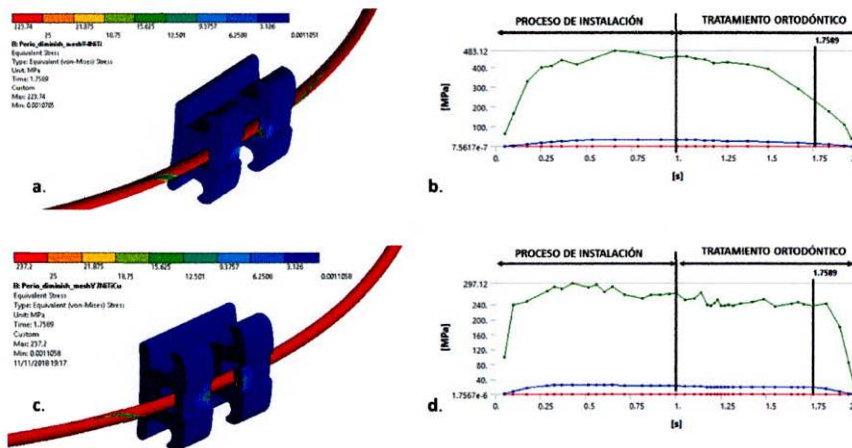 223.74 21.875 15.625 9.3757 3.126
25 18.75 12.501 6.2508 0.0011051
B: Perio_diminish_meshV4NiTi
Equivalent Stress
Type: Equivalent (von-Mises) Stress
Unit: MPa
Time: 1.7589
Custom
Max: 223.74
Min: 0.0010705
a.
PROCESO DE INSTALACIÓN TRATAMIENTO ORTODÓNTICO
1.7589
483.12
400.
300.
200.
100.
7.5617e-7
[MPa]
0. 0.25 0.5 0.75 1. 1.25 1.5 1.75 2.
[s]
b.
237.2 21.875 15.625 9.3757 3.126
25 18.75 12.501 6.2508 0.0011058
B: Perio_diminish_meshV7NiTiCu
Equivalent Stress
Type: Equivalent (von-Mises) Stress
Unit: MPa
Time: 1.7589
Custom
Max: 237.2
Min: 0.0011058
11/11/2018 19:17
c.
PROCESO DE INSTALACIÓN TRATAMIENTO ORTODÓNTICO
1.7589
297.12
240.
200.
160.
120.
80.
40.
1.7567e-6
[MPa]
0. 0.25 0.5 0.75 1. 1.25 1.5 1.75 2.
[s]
d.